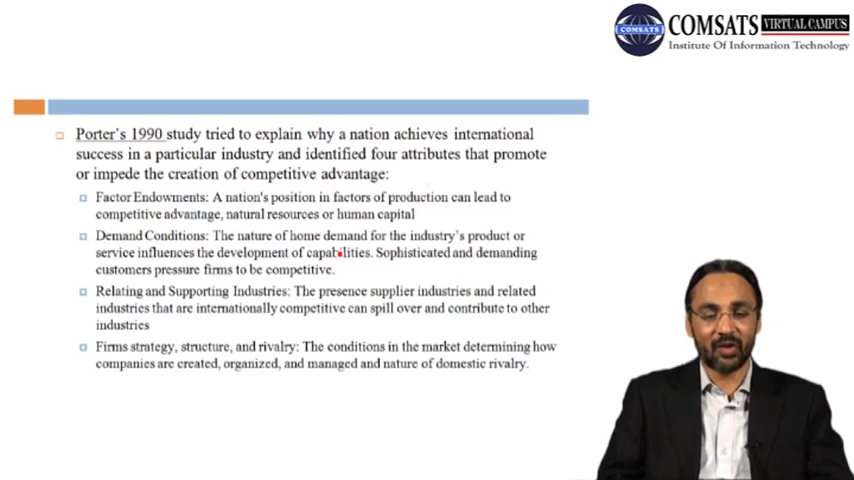 COMSATS VIRTUAL CAMPUS
COMSATS
Institute Of Information Technology
Porter's 1990 study tried to explain why a nation achieves international
success in a particular industry and identified four attributes that promote
or impede the creation of competitive advantage:
Factor Endowments: A nation's position in factors of production can lead to
competitive advantage, natural resources or human capital
Demand Conditions: The nature of home demand for the industry's product or
service influences the development of capabilities. Sophisticated and demanding
customers pressure firms to be competitive.
Relating and Supporting Industries: The presence supplier industries and related
industries that are internationally competitive can spill over and contribute to other
industries
Firms strategy, structure, and rivalry: The conditions in the market determining how
companies are created, organized, and managed and nature of domestic rivalry.